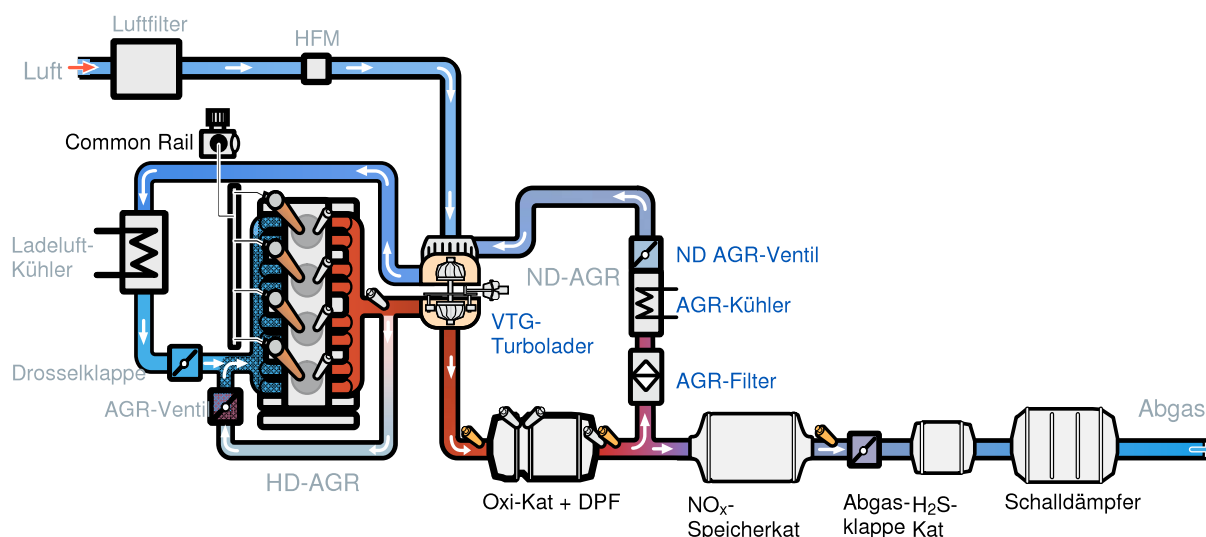 Luftfilter
HFM
Luft
Common Rail
Ladeluft-
Kühler
ND-AGR
ND AGR-Ventil
AGR-Kühler
VTG-
Turbolader
Drosselklappe
AGR-Filter
AGR-Ventil
Abgas
HD-AGR
Oxi-Kat + DPF
NOx-
Speicherkat
Abgas-
klappe
H2S-
Kat
Schalldämpfer